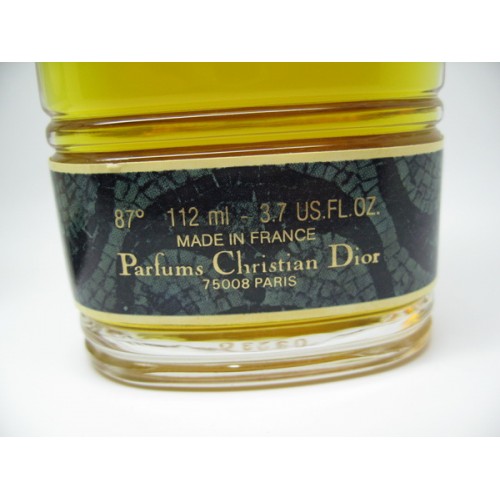 87° 112 ml - 3.7 US.FL.OZ.
MADE IN FRANCE
Parfums Christian Dior
75008 PARIS